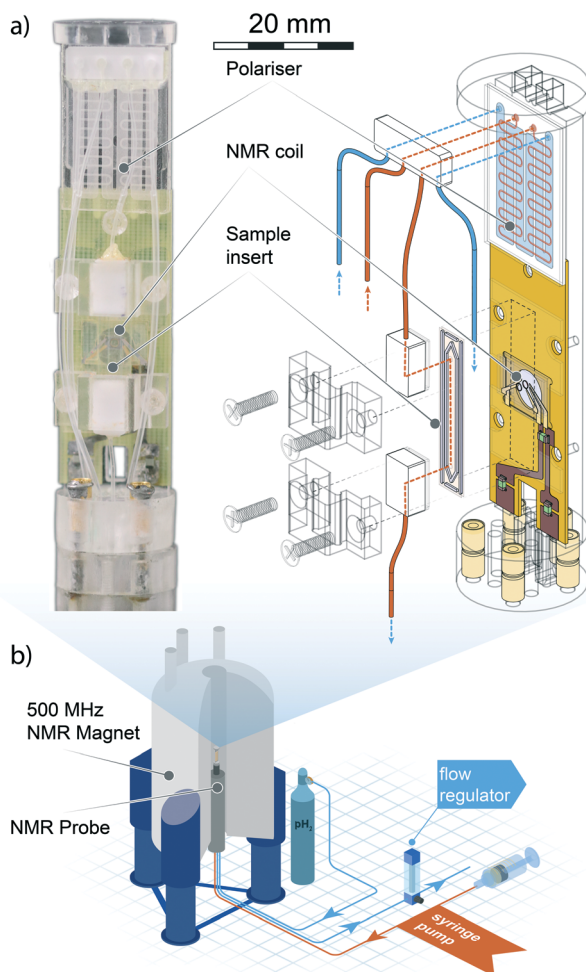 a)
20 mm
Polariser
NMR coil
Sample
insert
b)
500 MHz
NMR Magnet
NMR Probe
pH₂
flow
regulator
syringe
pump